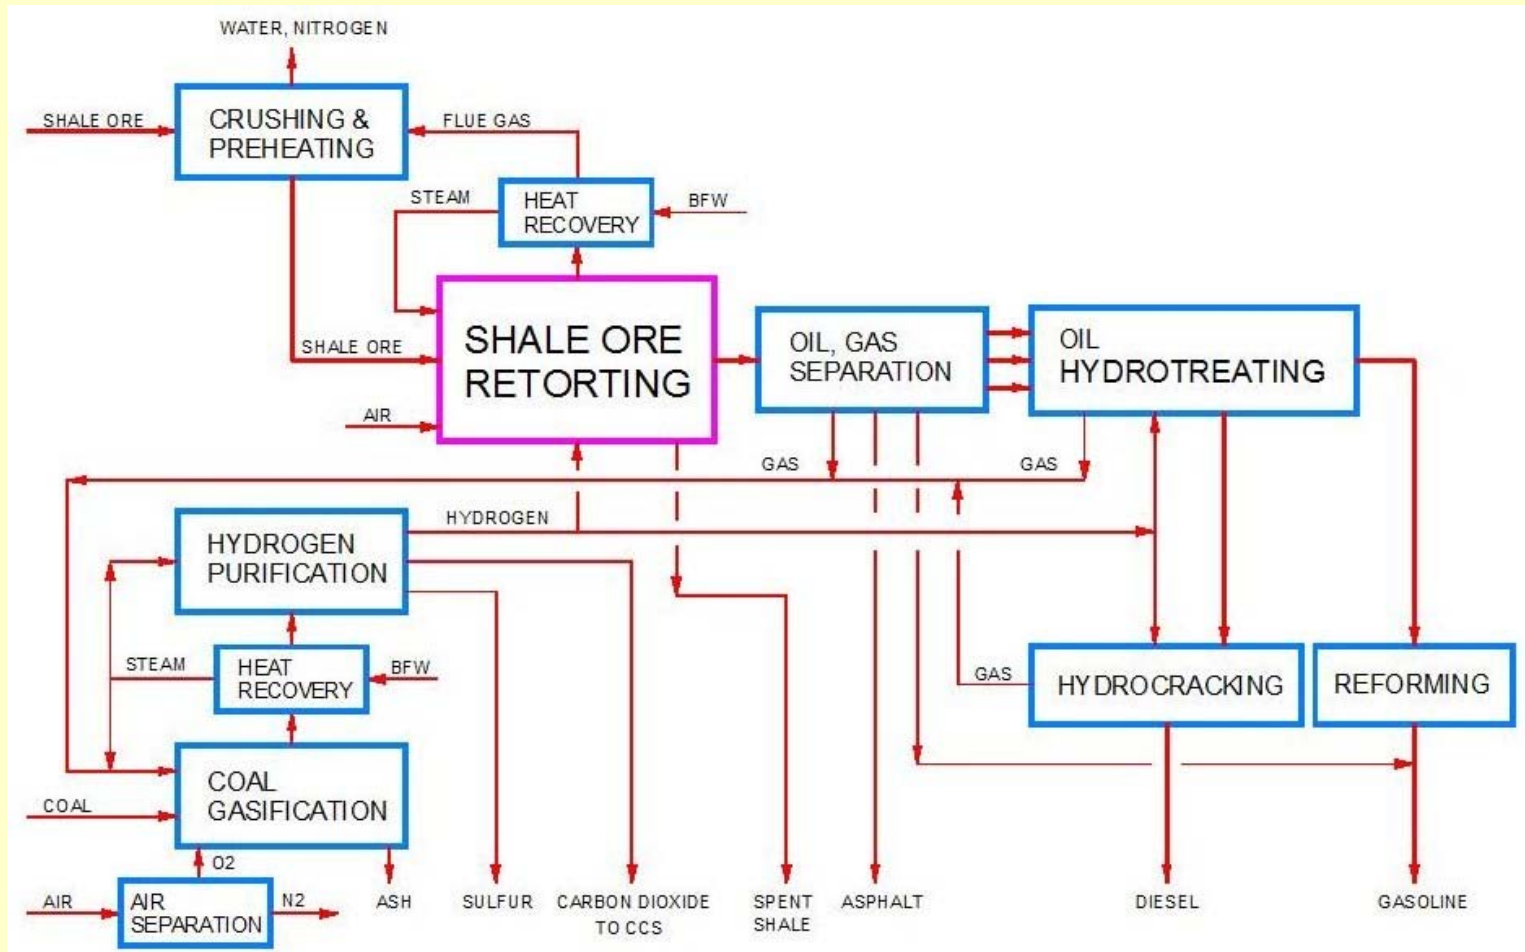 WATER, NITROGEN
SHALE ORE
CRUSHING &
PREHEATING
FLUE GAS
STEAM
HEAT
RECOVERY
BFW
SHALE ORE
SHALE ORE
RETORTING
AIR
OIL, GAS
SEPARATION
OIL
HYDROTREATING
GAS
GAS
HYDROGEN
PURIFICATION
HYDROGEN
STEAM
HEAT
RECOVERY
BFW
GAS
HYDROCRACKING
REFORMING
COAL
COAL
GASIFICATION
O2
AIR
AIR
SEPARATION
N2
ASH
SULFUR
CARBON DIOXIDE
TO CCS
SPENT
SHALE
ASPHALT
DIESEL
GASOLINE